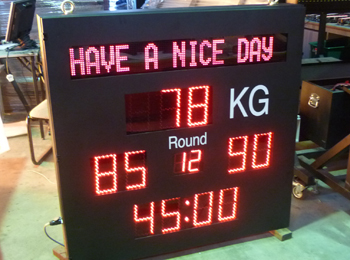 HAVE A NICE DAY
78 KG
Round
85 12 90
45:00